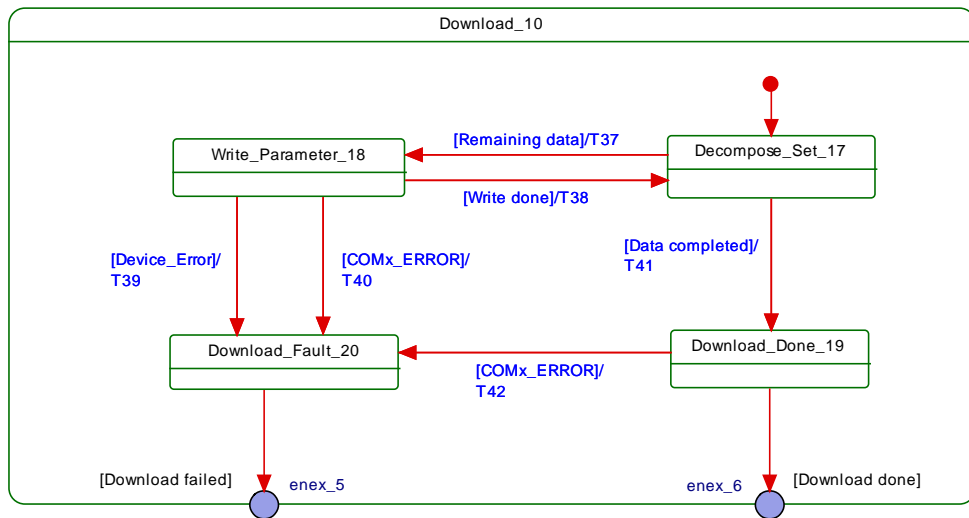 Download_10
[Remaining data]/T37
Write_Parameter_18
Decompose_Set_17
[Write done]/T38
[Device_Error]/
T39
[COMx_ERROR]/
T40
[Data completed]/
T41
Download_Fault_20
Download_Done_19
[COMx_ERROR]/
T42
[Download failed]
enex_5
enex_6
[Download done]